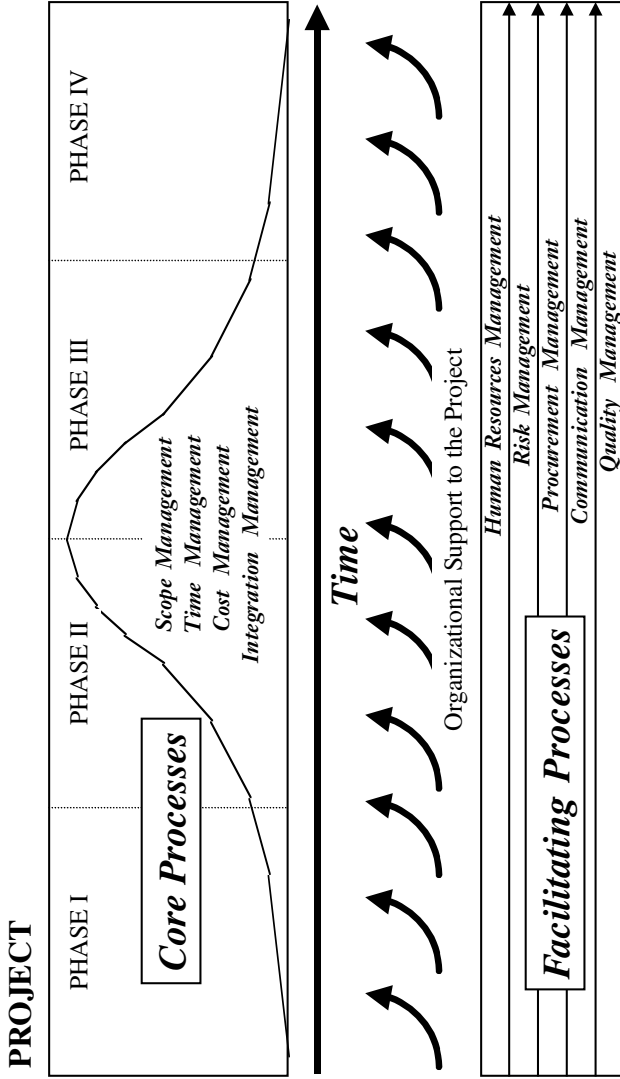 PROJECT
PHASE I
PHASE II
PHASE III
PHASE IV
Core Processes
Scope Management
Time Management
Cost Management
Integration Management
Time
Organizational Support to the Project
Human Resources Management
Risk Management
Procurement Management
Communication Management
Quality Management
Facilitating Processes